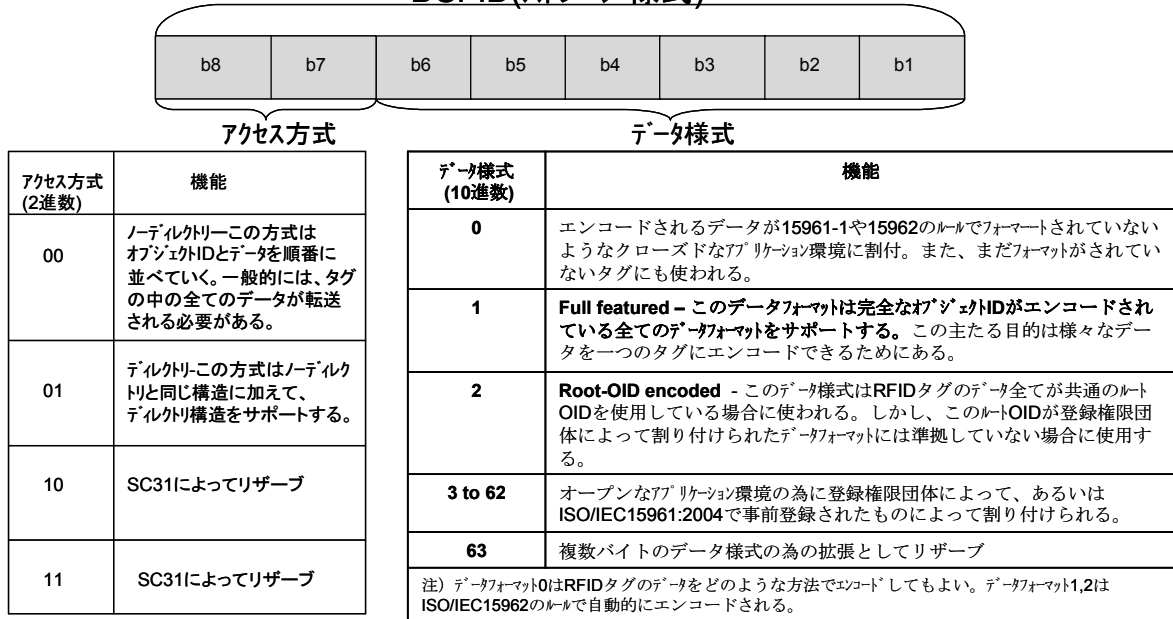 b8 b7 b6 b5 b4 b3 b2 b1
アクセス方式 データ様式
アクセス方式
(2進数)
機能
00
ノーディレクトリーこの方式は
オブジェクトIDとデータを順番に
並べていく。一般的には、タグ
の中の全てのデータが転送
される必要がある。
01
ディレクトリ-この方式はノーディレク
トリと同じ構造に加えて、
ディレクトリ構造をサポートする。
10
SC31によってリザーブ
11
SC31によってリザーブ
データ様式
(10進数)
機能
0
エンコードされるデータが15961-1や15962のルールでフォーマートされていない
ようなクローズドなアプリケーション環境に割付。また、まだフォーマットがされてい
ないタグにも使われる。
1
Full featured – このデータフォーマットは完全なオブジェクトIDがエンコードされ
ている全てのデータフォーマットをサポートする。この主たる目的は様々なデー
タを一つのタグにエンコードできるためにある。
2
Root-OID encoded - このデータ様式はRFIDタグのデータ全てが共通のルート
OIDを使用している場合に使われる。しかし、このルートOIDが登録権限団
体によって割り付けられたデータフォーマットには準拠していない場合に使用す
る。
3 to 62
オープンなアプリケーション環境の為に登録権限団体によって、あるいは
ISO/IEC15961:2004で事前登録されたものによって割り付けられる。
63
複数バイトのデータ様式の為の拡張としてリザーブ
注）データフォーマット0はRFIDタグのデータをどのような方法でエンコードしてもよい。データフォーマット1,2は
ISO/IEC15962のルールで自動的にエンコードされる。